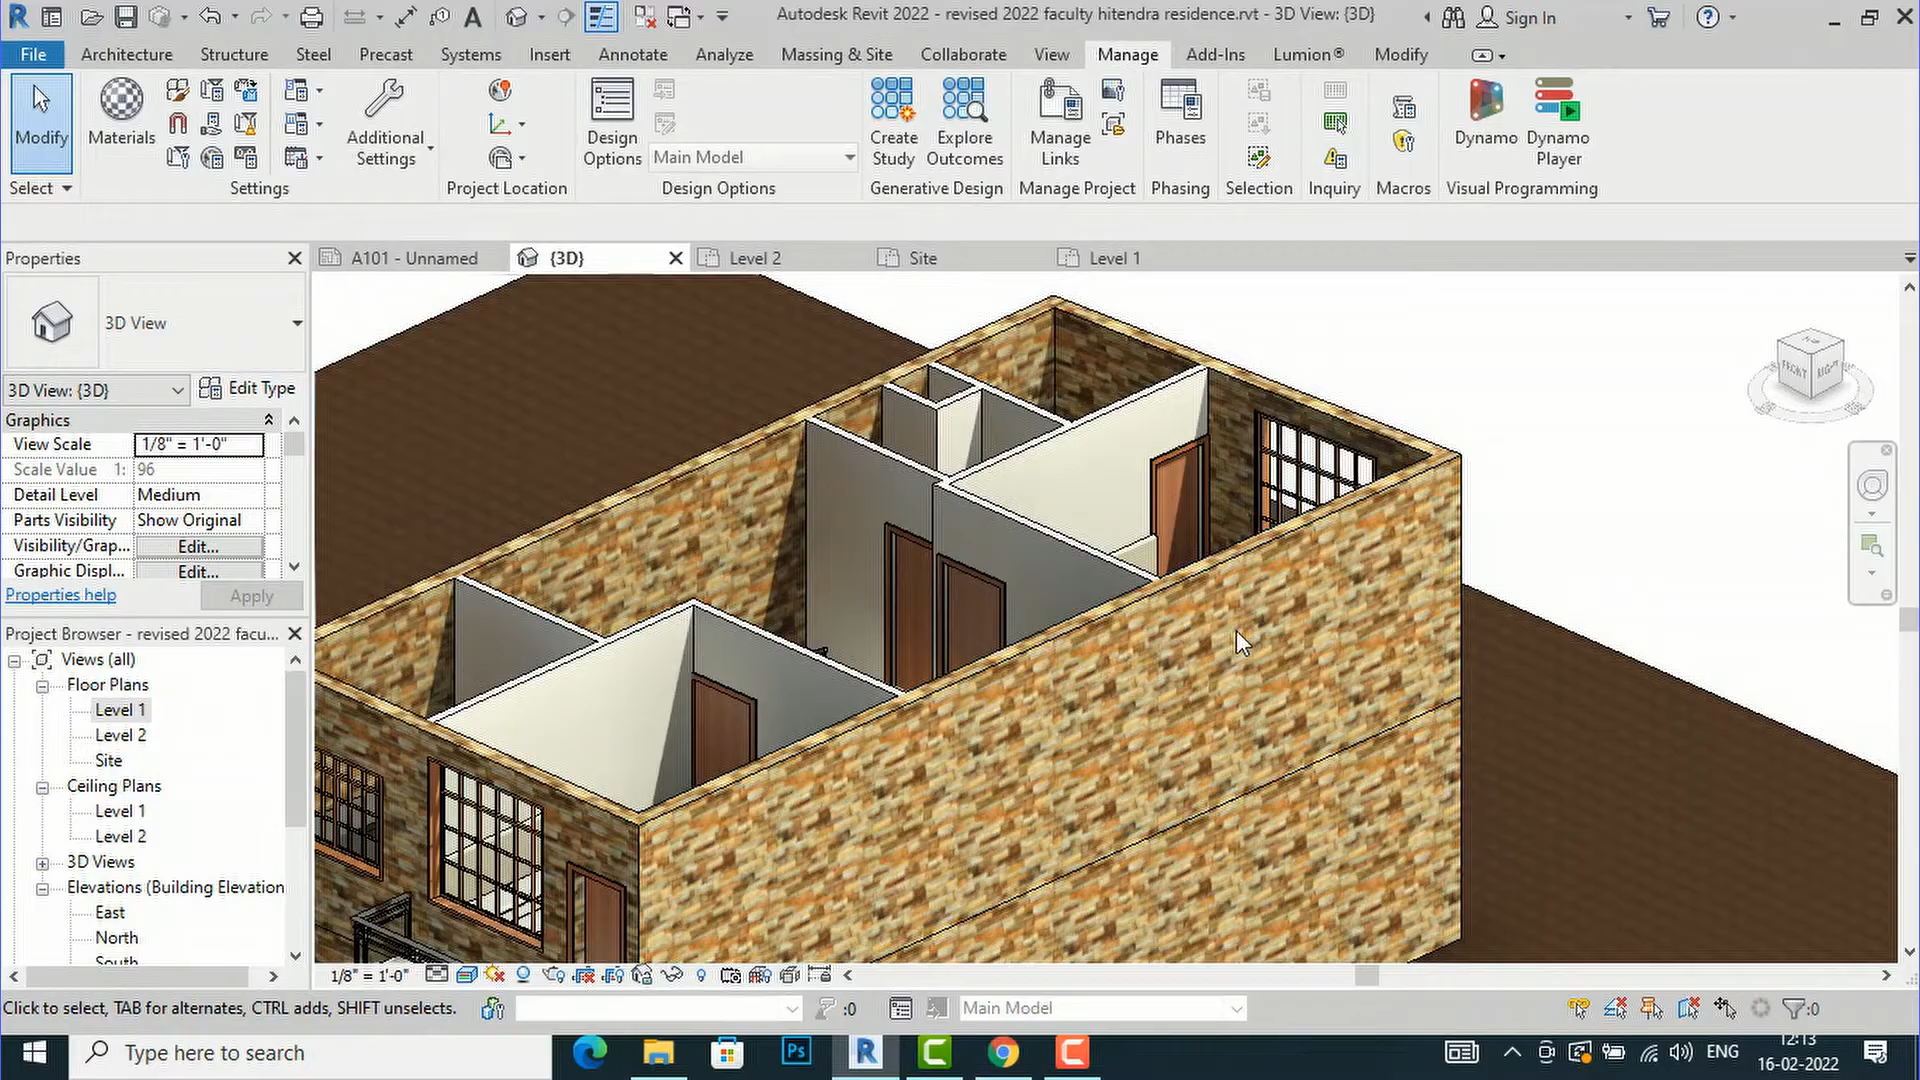 Autodesk Revit 2022 - revised 2022 faculty hitendra residence.rvt - 3D View: {3D}
Sign In
File Architecture Structure Steel Precast Systems Insert Annotate Analyze Massing & Site Collaborate View Manage Add-Ins Lumion® Modify
Modify
Materials
Additional Settings
Design Options
Main Model
Create Study
Explore Outcomes
Manage Links
Phases
Dynamo
Dynamo Player
Select Settings Project Location Design Options Generative Design Manage Project Phasing Selection Inquiry Macros Visual Programming
Properties
A101 - Unnamed {3D} Level 2 Site Level 1
3D View
3D View: {3D} Edit Type
Graphics
View Scale 1/8" = 1'-0"
Scale Value 1: 96
Detail Level Medium
Parts Visibility Show Original
Visibility/Grap... Edit...
Graphic Displ... Edit...
Properties help Apply
Project Browser - revised 2022 facu...
Views (all)
Floor Plans
Level 1
Level 2
Site
Ceiling Plans
Level 1
Level 2
3D Views
Elevations (Building Elevation
East
North
South
FRONT
1/8" = 1'-0"
Click to select, TAB for alternates, CTRL adds, SHIFT unselects.
:0
Main Model
:0
Type here to search
Ps
ENG
12:13
16-02-2022